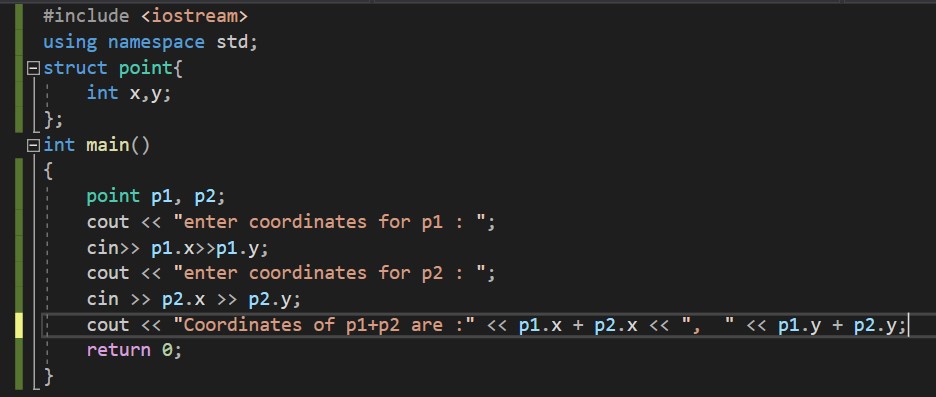 #include <iostream>
using namespace std;
struct point{
    int x,y;
};
int main()
{
    point p1, p2;
    cout << "enter coordinates for p1 : ";
    cin>> p1.x>>p1.y;
    cout << "enter coordinates for p2 : ";
    cin >> p2.x >> p2.y;
    cout << "Coordinates of p1+p2 are :" << p1.x + p2.x << ",  " << p1.y + p2.y;
    return 0;
}